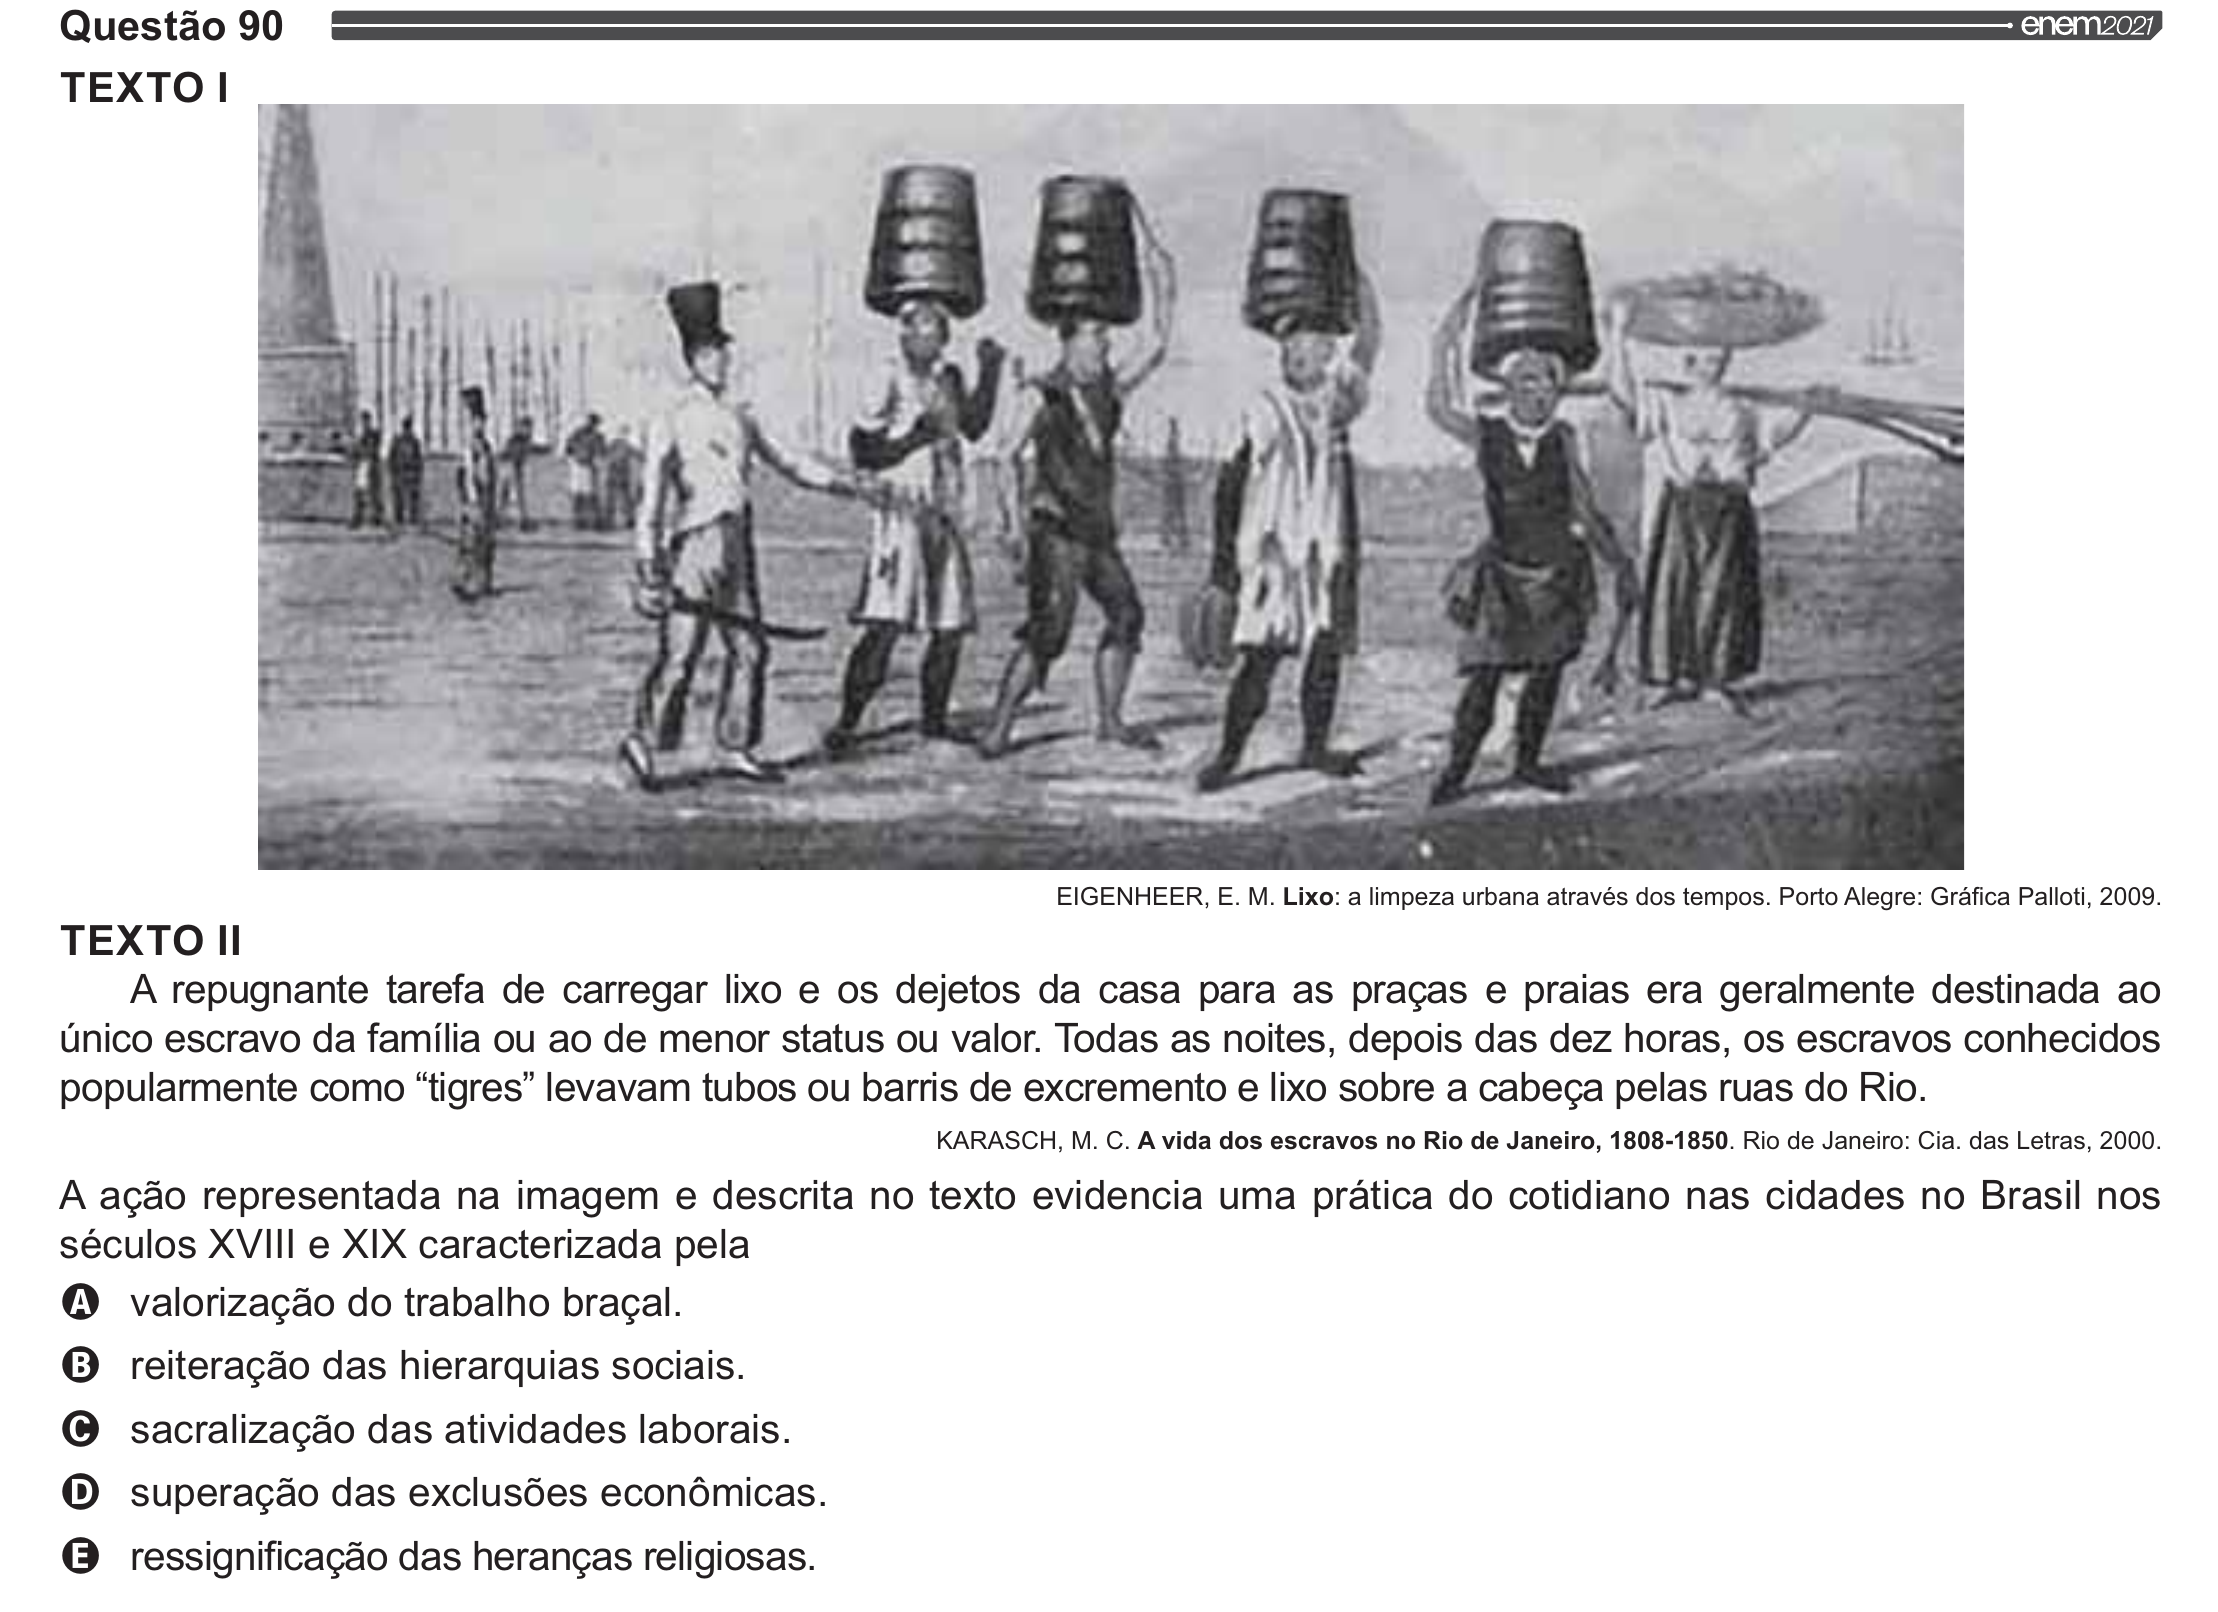 Questão 90
enem2021
TEXTO I
EIGENHEER, E. M. Lixo: a limpeza urbana através dos tempos. Porto Alegre: Gráfica Palloti, 2009.
TEXTO II
A repugnante tarefa de carregar lixo e os dejetos da casa para as praças e praias era geralmente destinada ao
único escravo da família ou ao de menor status ou valor. Todas as noites, depois das dez horas, os escravos conhecidos
popularmente como “tigres” levavam tubos ou barris de excremento e lixo sobre a cabeça pelas ruas do Rio.
KARASCH, M. C. A vida dos escravos no Rio de Janeiro, 1808-1850. Rio de Janeiro: Cia. das Letras, 2000.
A ação representada na imagem e descrita no texto evidencia uma prática do cotidiano nas cidades no Brasil nos
séculos XVIII e XIX caracterizada pela
A valorização do trabalho braçal.
B reiteração das hierarquias sociais.
C sacralização das atividades laborais.
D superação das exclusões econômicas.
E ressignificação das heranças religiosas.